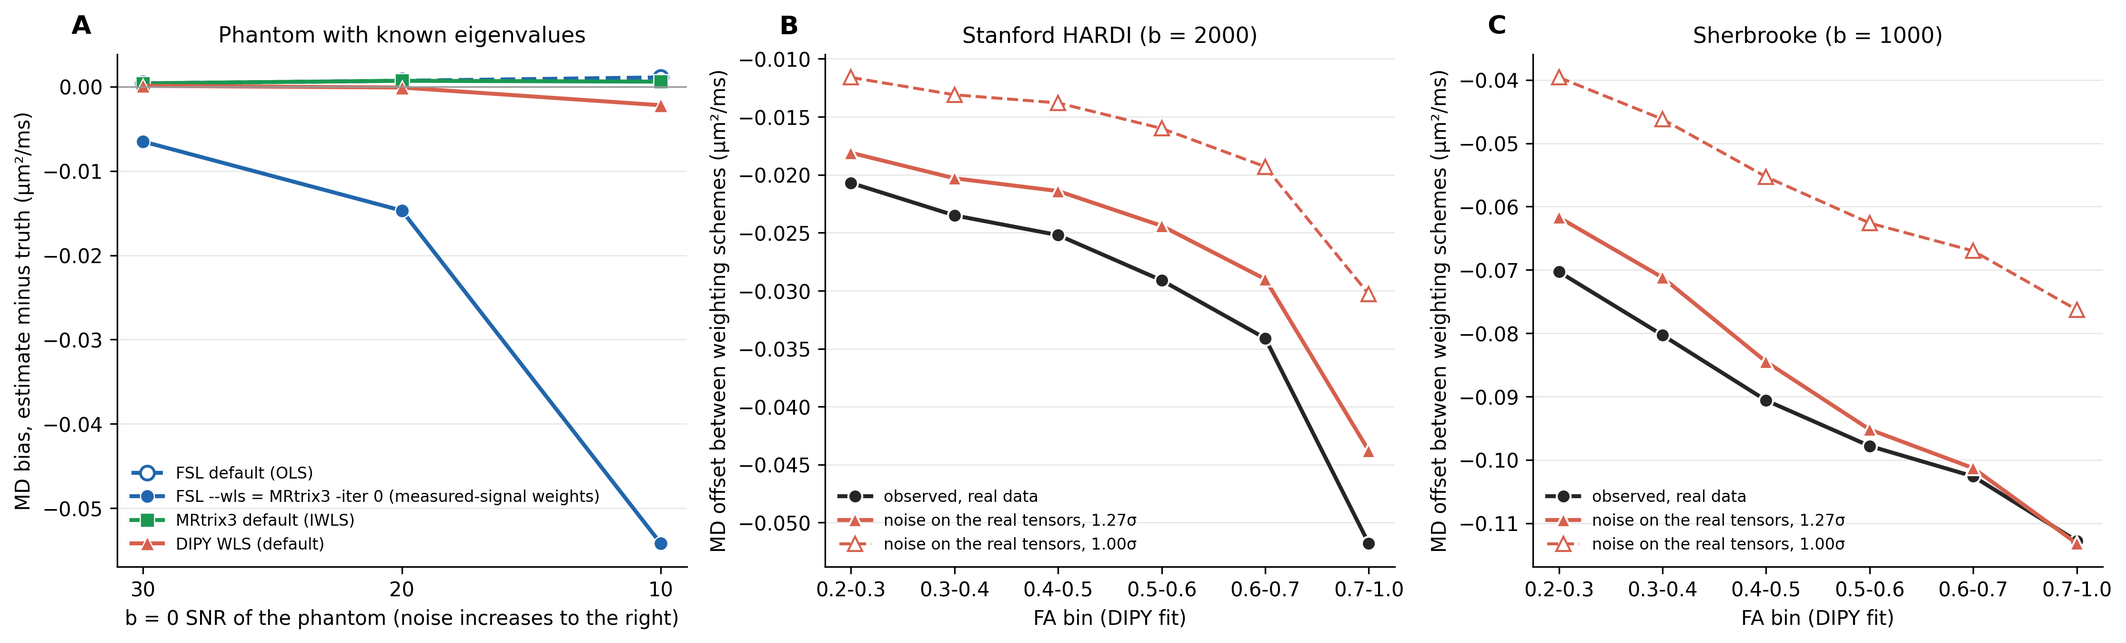 A
Phantom with known eigenvalues
MD bias, estimate minus truth (µm²/ms)
0.00
−0.01
−0.02
−0.03
−0.04
−0.05
FSL default (OLS)
FSL --wls = MRtrix3 -iter 0 (measured-signal weights)
MRtrix3 default (IWLS)
DIPY WLS (default)
30
20
10
b = 0 SNR of the phantom (noise increases to the right)
B
Stanford HARDI (b = 2000)
MD offset between weighting schemes (µm²/ms)
−0.010
−0.015
−0.020
−0.025
−0.030
−0.035
−0.040
−0.045
−0.050
observed, real data
noise on the real tensors, 1.27σ
noise on the real tensors, 1.00σ
0.2-0.3
0.3-0.4
0.4-0.5
0.5-0.6
0.6-0.7
0.7-1.0
FA bin (DIPY fit)
C
Sherbrooke (b = 1000)
MD offset between weighting schemes (µm²/ms)
−0.04
−0.05
−0.06
−0.07
−0.08
−0.09
−0.10
−0.11
observed, real data
noise on the real tensors, 1.27σ
noise on the real tensors, 1.00σ
0.2-0.3
0.3-0.4
0.4-0.5
0.5-0.6
0.6-0.7
0.7-1.0
FA bin (DIPY fit)